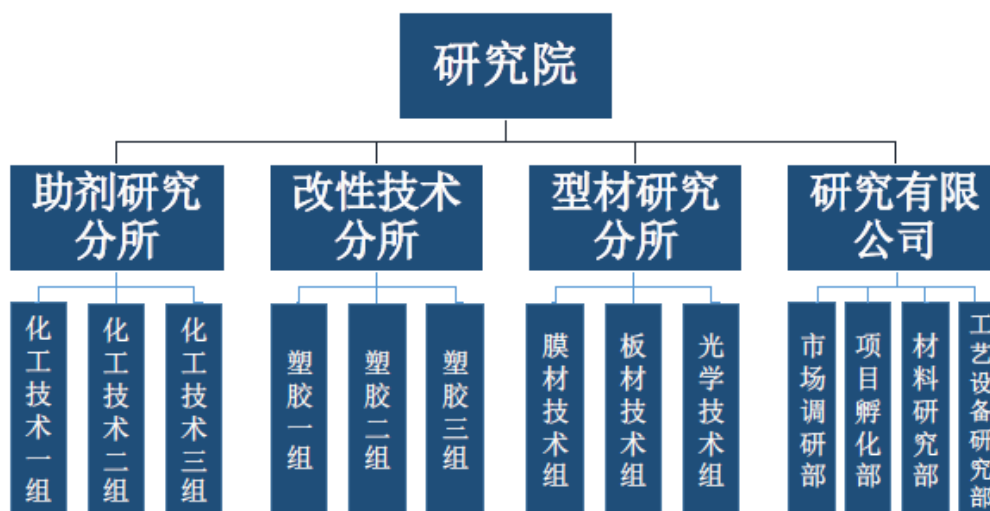 研究院
助剂研究
分所
改性技术
分所
型材研究
分所
研究有限
公司
化工技术一组
化工技术二组
化工技术三组
塑胶一组
塑胶二组
塑胶三组
膜材技术组
板材技术组
光学技术组
市场调研部
项目孵化部
材料研究部
工艺设备研究部